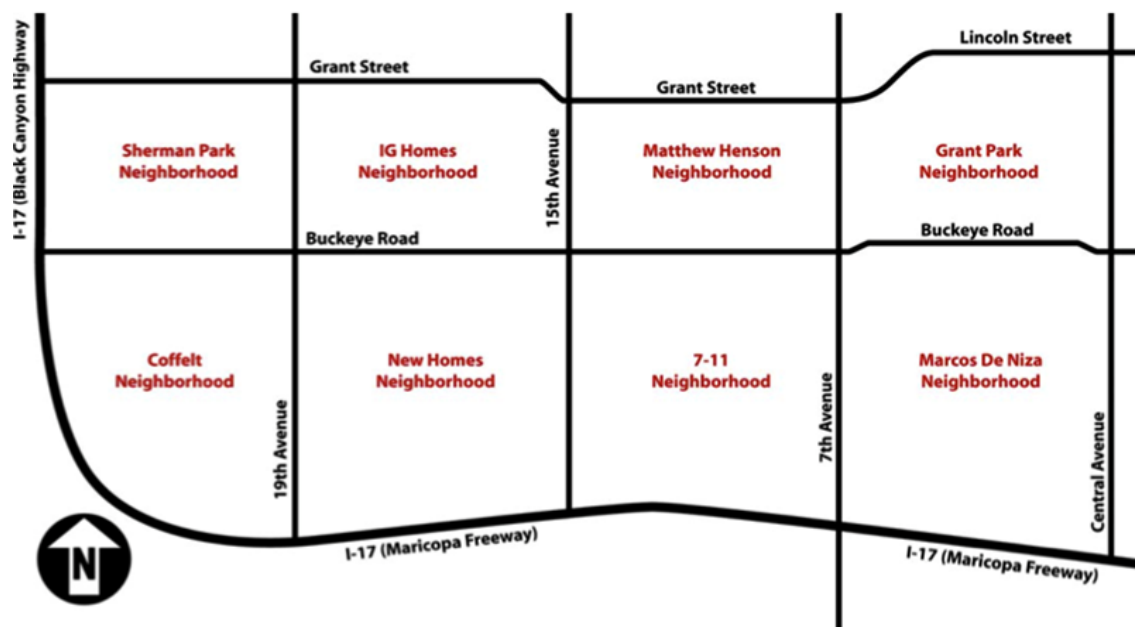 Lincoln Street
Grant Street
Grant Street
I-17 (Black Canyon Highway)
Sherman Park
Neighborhood
IG Homes
Neighborhood
15th Avenue
Matthew Henson
Neighborhood
Grant Park
Neighborhood
Buckeye Road
Buckeye Road
Coffelt
Neighborhood
New Homes
Neighborhood
7-11
Neighborhood
Marcos De Niza
Neighborhood
19th Avenue
7th Avenue
Central Avenue
N
I-17 (Maricopa Freeway)
I-17 (Maricopa Freeway)